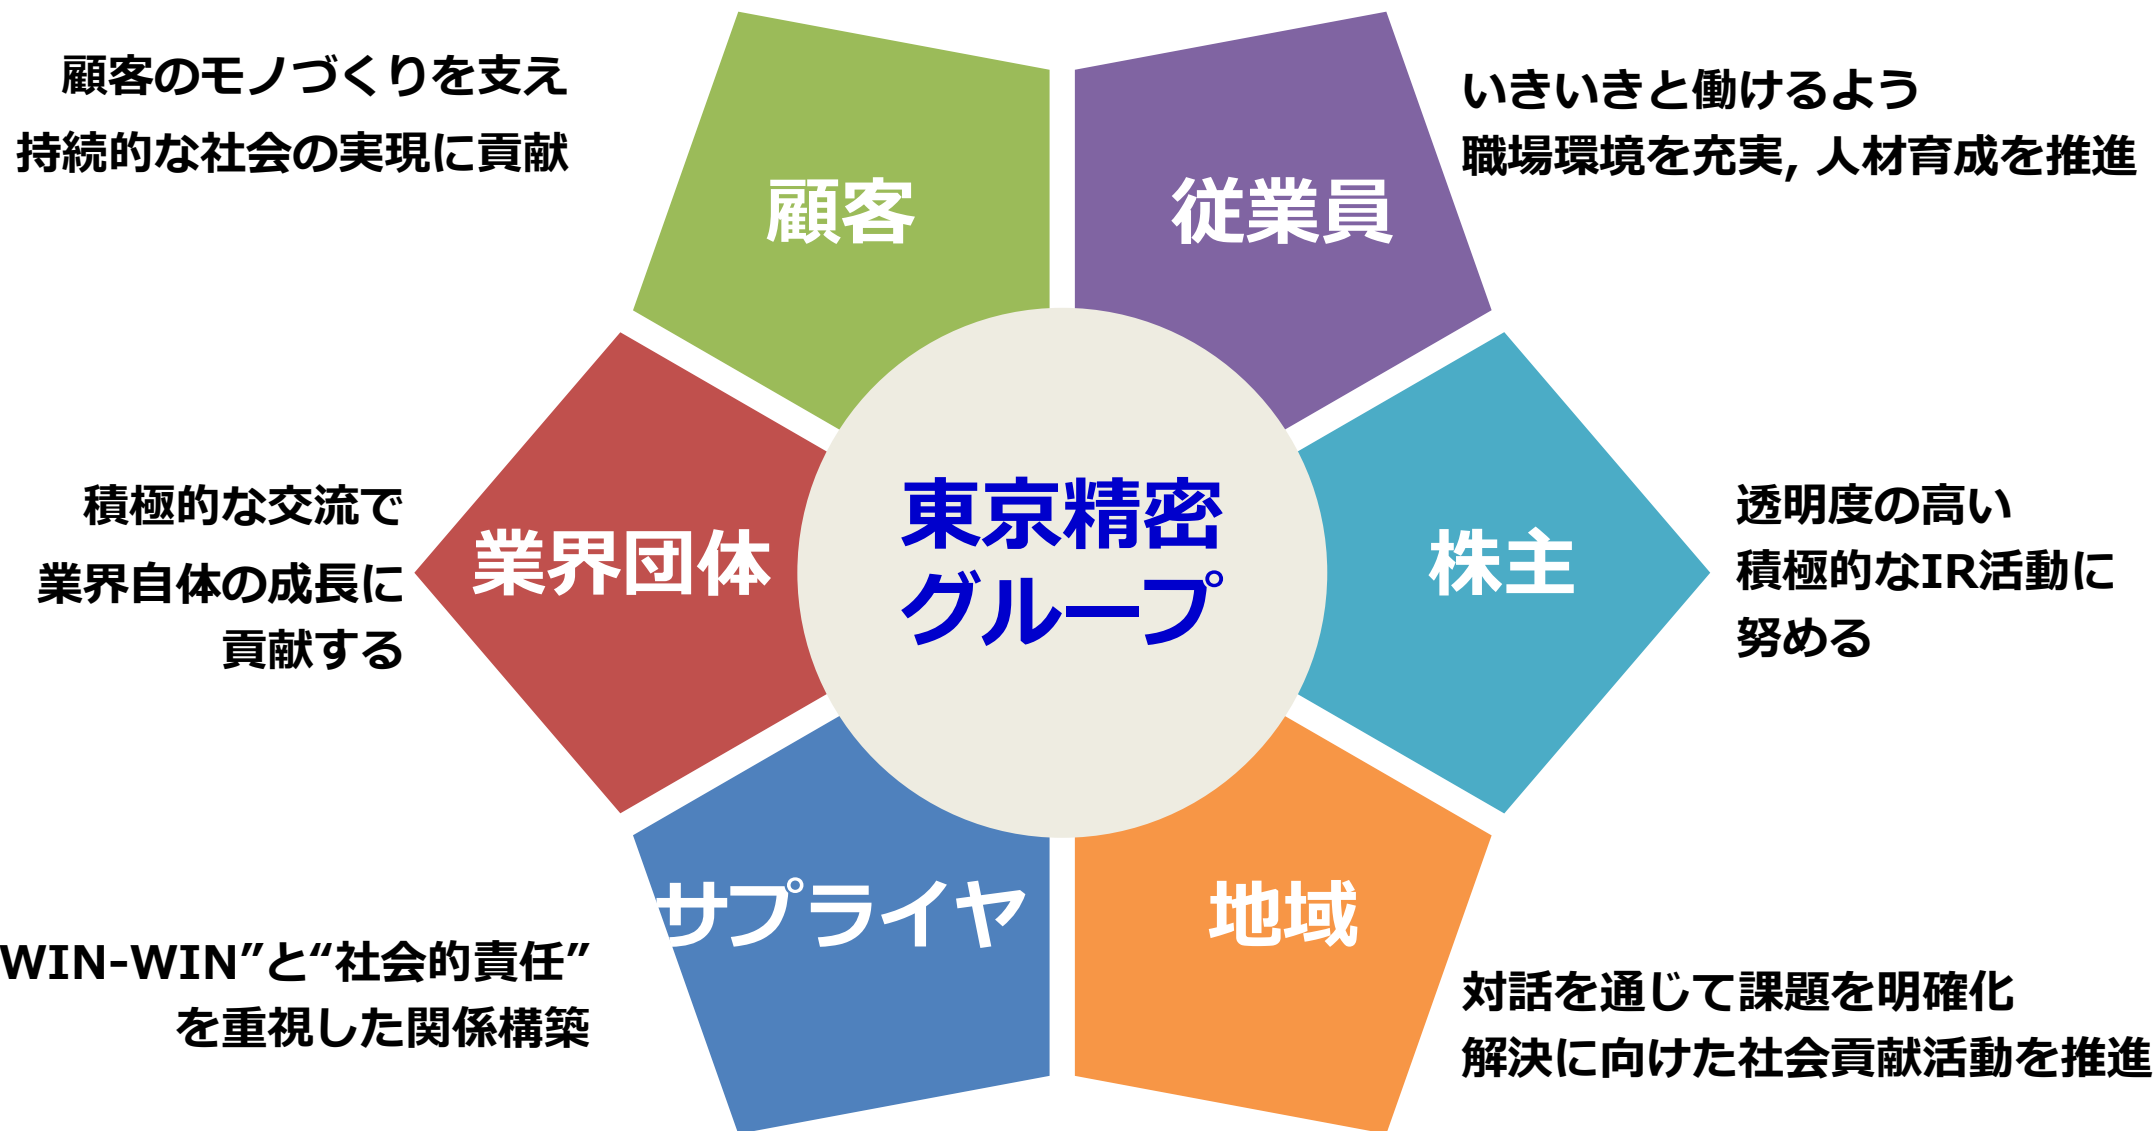 顧客のモノづくりを支え
持続的な社会の実現に貢献
顧客
従業員
いきいきと働けるよう
職場環境を充実, 人材育成を推進
積極的な交流で
業界自体の成長に
貢献する
業界団体
東京精密
グループ
株主
透明度の高い
積極的なIR活動に
努める
サプライヤ
WIN-WIN”と“社会的責任”
を重視した関係構築
地域
対話を通じて課題を明確化
解決に向けた社会貢献活動を推進